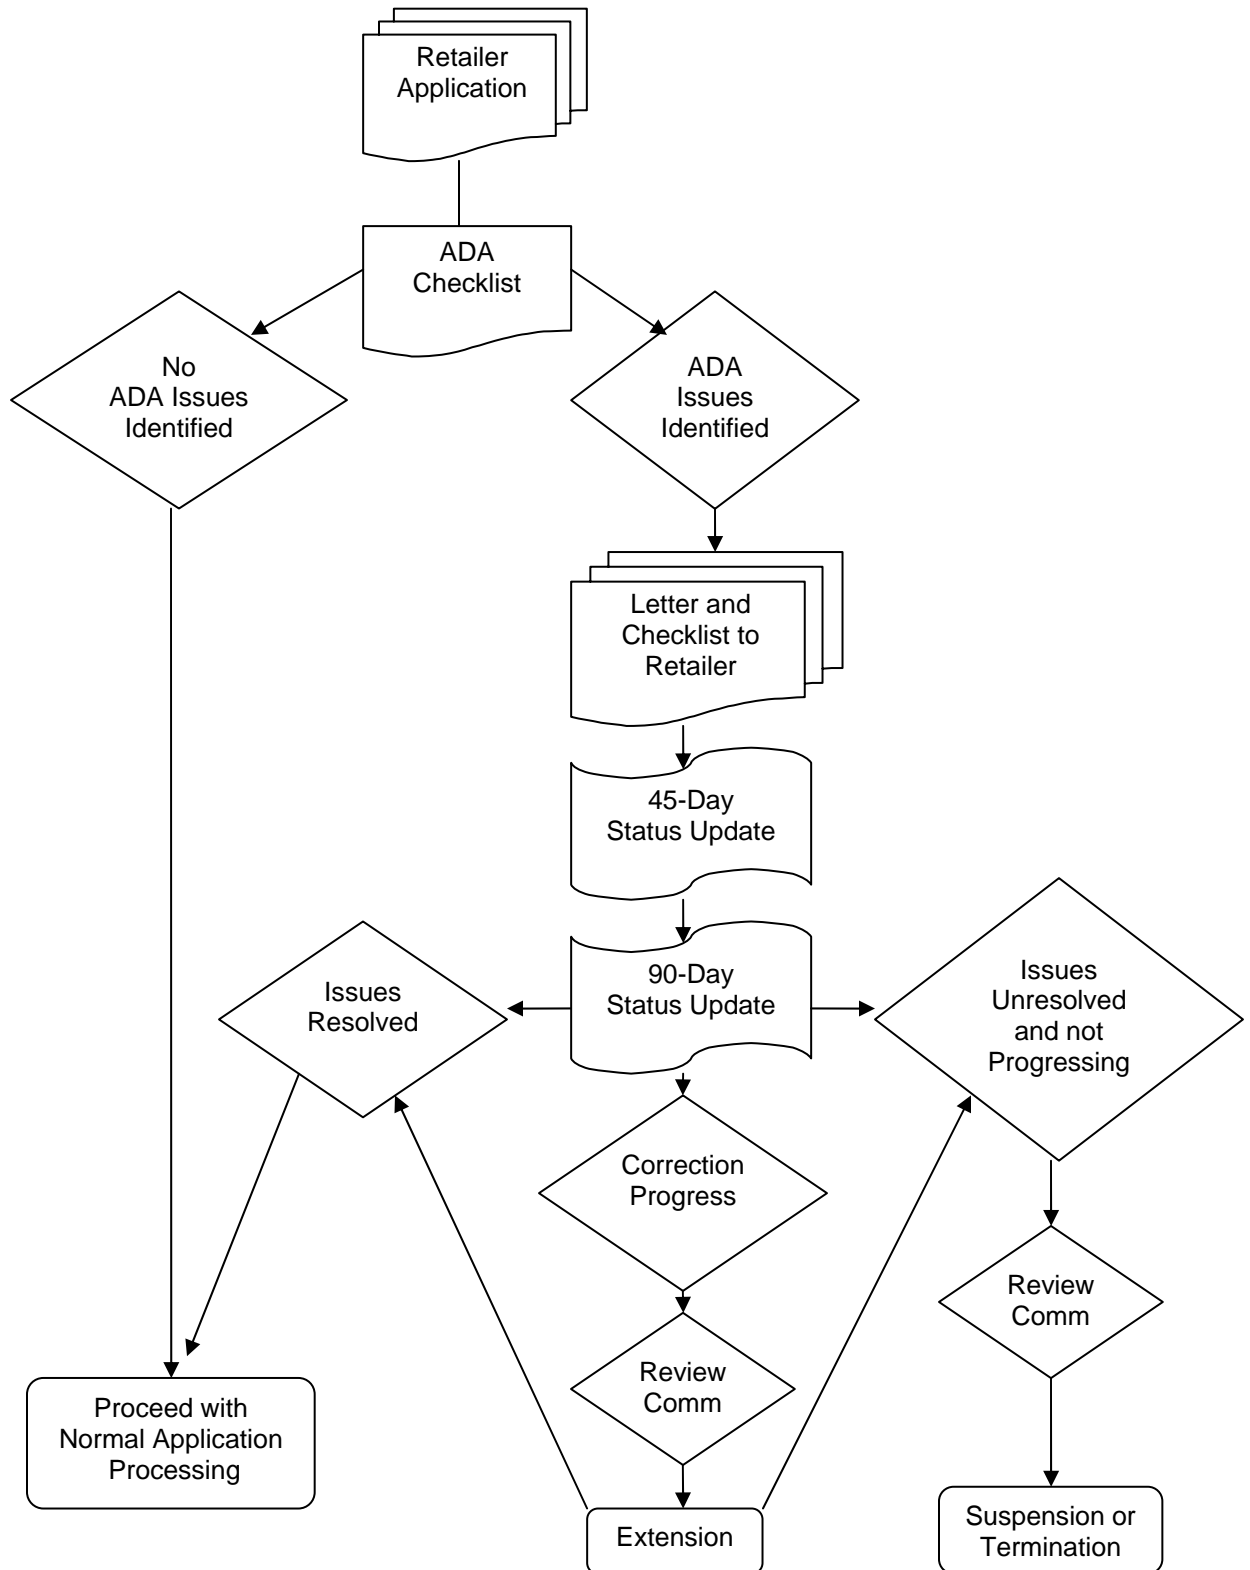 Retailer
Application
ADA
Checklist
No
ADA Issues
Identified
ADA
Issues
Identified
Letter and
Checklist to
Retailer
45-Day
Status Update
90-Day
Status Update
Issues
Resolved
Issues
Unresolved
and not
Progressing
Correction
Progress
Review
Comm
Review
Comm
Proceed with
Normal Application
Processing
Extension
Suspension or
Termination